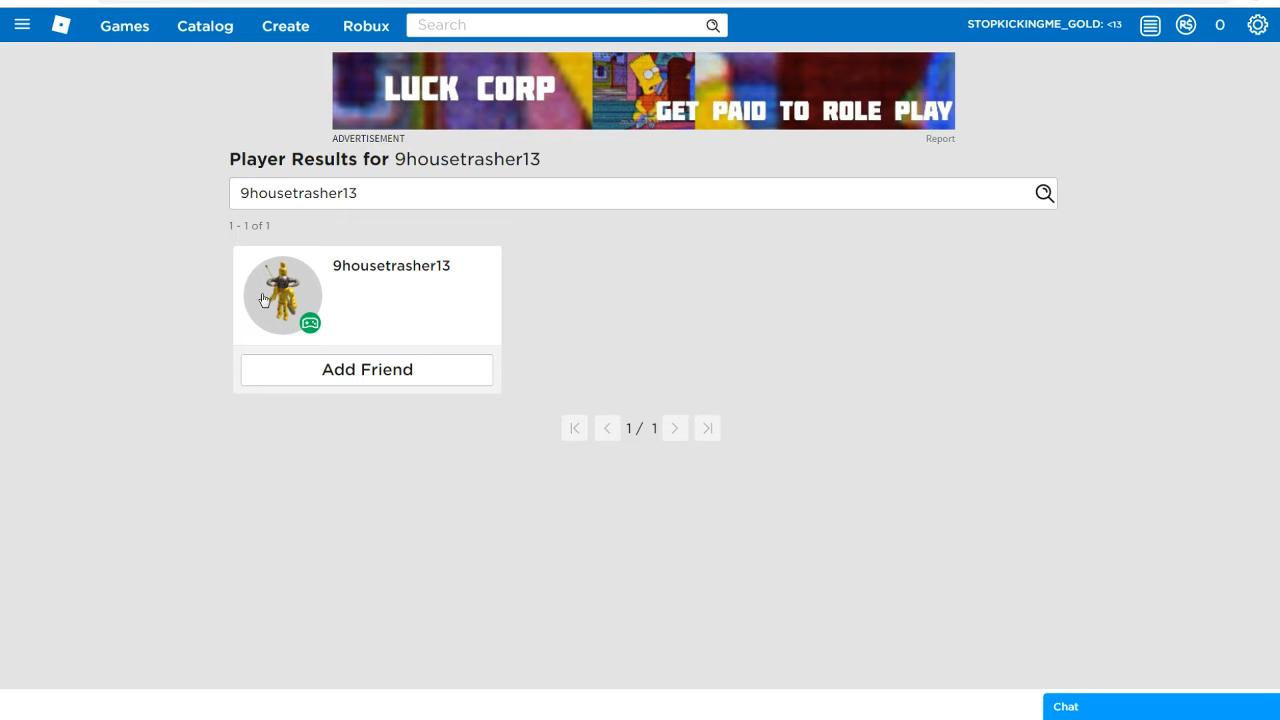 Games Catalog Create Robux Search STOPKICKINGME_GOLD: <13 R$ 0
LUCK CORP
GET PAID TO ROLE PLAY
ADVERTISEMENT Report
Player Results for 9housetrasher13
9housetrasher13
1 - 1 of 1
9housetrasher13
Add Friend
1 / 1
Chat